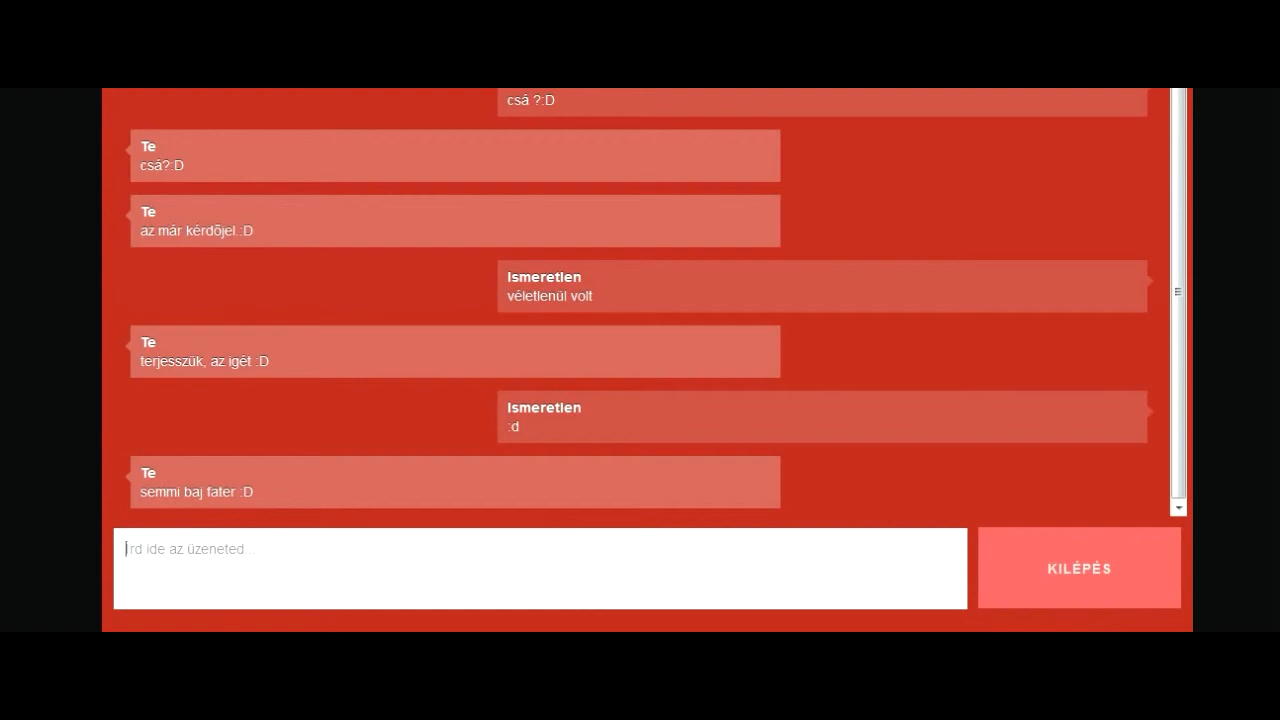 csá ?:D
Te
csá?:D
Te
az már kérdõjel :D
Ismeretlen
véletlenül volt
Te
terjesszük, az igét :D
Ismeretlen
:d
Te
semmi baj fater :D
Írd ide az üzeneted...
KILÉPÉS